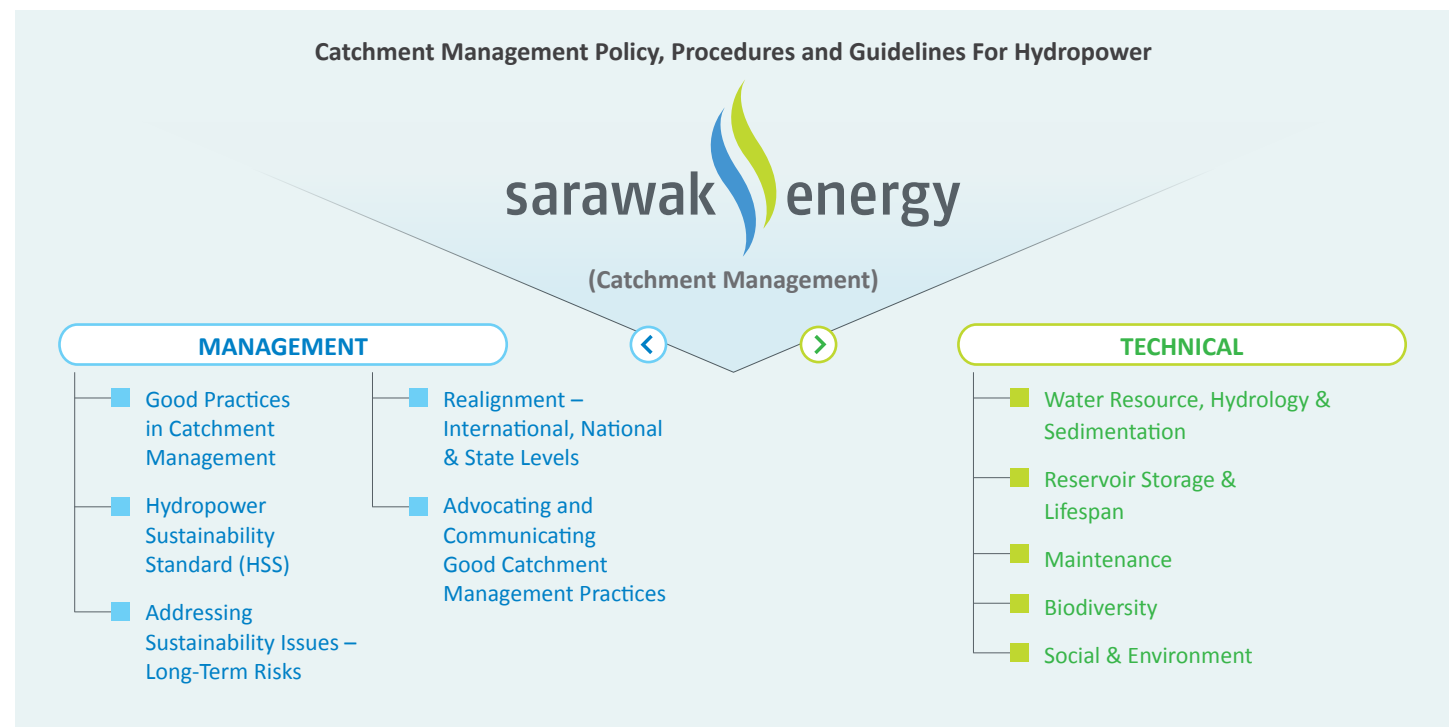 Catchment Management Policy, Procedures and Guidelines For Hydropower
sarawak energy
(Catchment Management)
MANAGEMENT
Good Practices
in Catchment
Management
Hydropower
Sustainability
Standard (HSS)
Addressing
Sustainability Issues –
Long-Term Risks
Realignment –
International, National
& State Levels
Advocating and
Communicating
Good Catchment
Management Practices
TECHNICAL
Water Resource, Hydrology &
Sedimentation
Reservoir Storage &
Lifespan
Maintenance
Biodiversity
Social & Environment